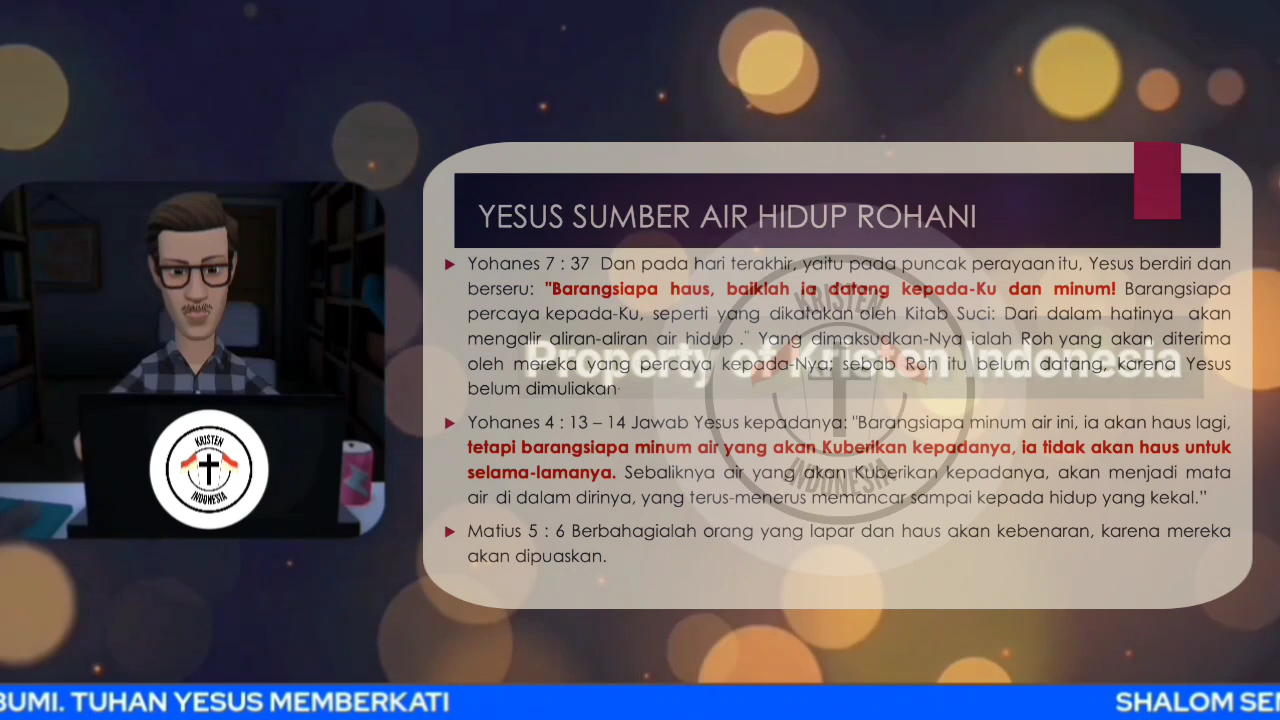 YESUS SUMBER AIR HIDUP ROHANI
Yohanes 7 : 37 Dan pada hari terakhir, yaitu pada puncak perayaan itu, Yesus berdiri dan
berseru: "Barangsiapa haus, baiklah ia datang kepada-Ku dan minum! Barangsiapa
percaya kepada-Ku, seperti yang dikatakan oleh Kitab Suci: Dari dalam hatinya akan
mengalir aliran-aliran air hidup ." Yang dimaksudkan-Nya ialah Roh yang akan diterima
oleh mereka yang percaya kepada-Nya; sebab Roh itu belum datang, karena Yesus
belum dimuliakan
Yohanes 4 : 13 – 14 Jawab Yesus kepadanya: "Barangsiapa minum air ini, ia akan haus lagi,
tetapi barangsiapa minum air yang akan Kuberikan kepadanya, ia tidak akan haus untuk
selama-lamanya. Sebaliknya air yang akan Kuberikan kepadanya, akan menjadi mata
air di dalam dirinya, yang terus-menerus memancar sampai kepada hidup yang kekal."
Matius 5 : 6 Berbahagialah orang yang lapar dan haus akan kebenaran, karena mereka
akan dipuaskan.
Property of Kristen Indonesia
KRISTEN
INDONESIA
KRISTEN
INDONESIA
BUMI. TUHAN YESUS MEMBERKATI
SHALOM SE